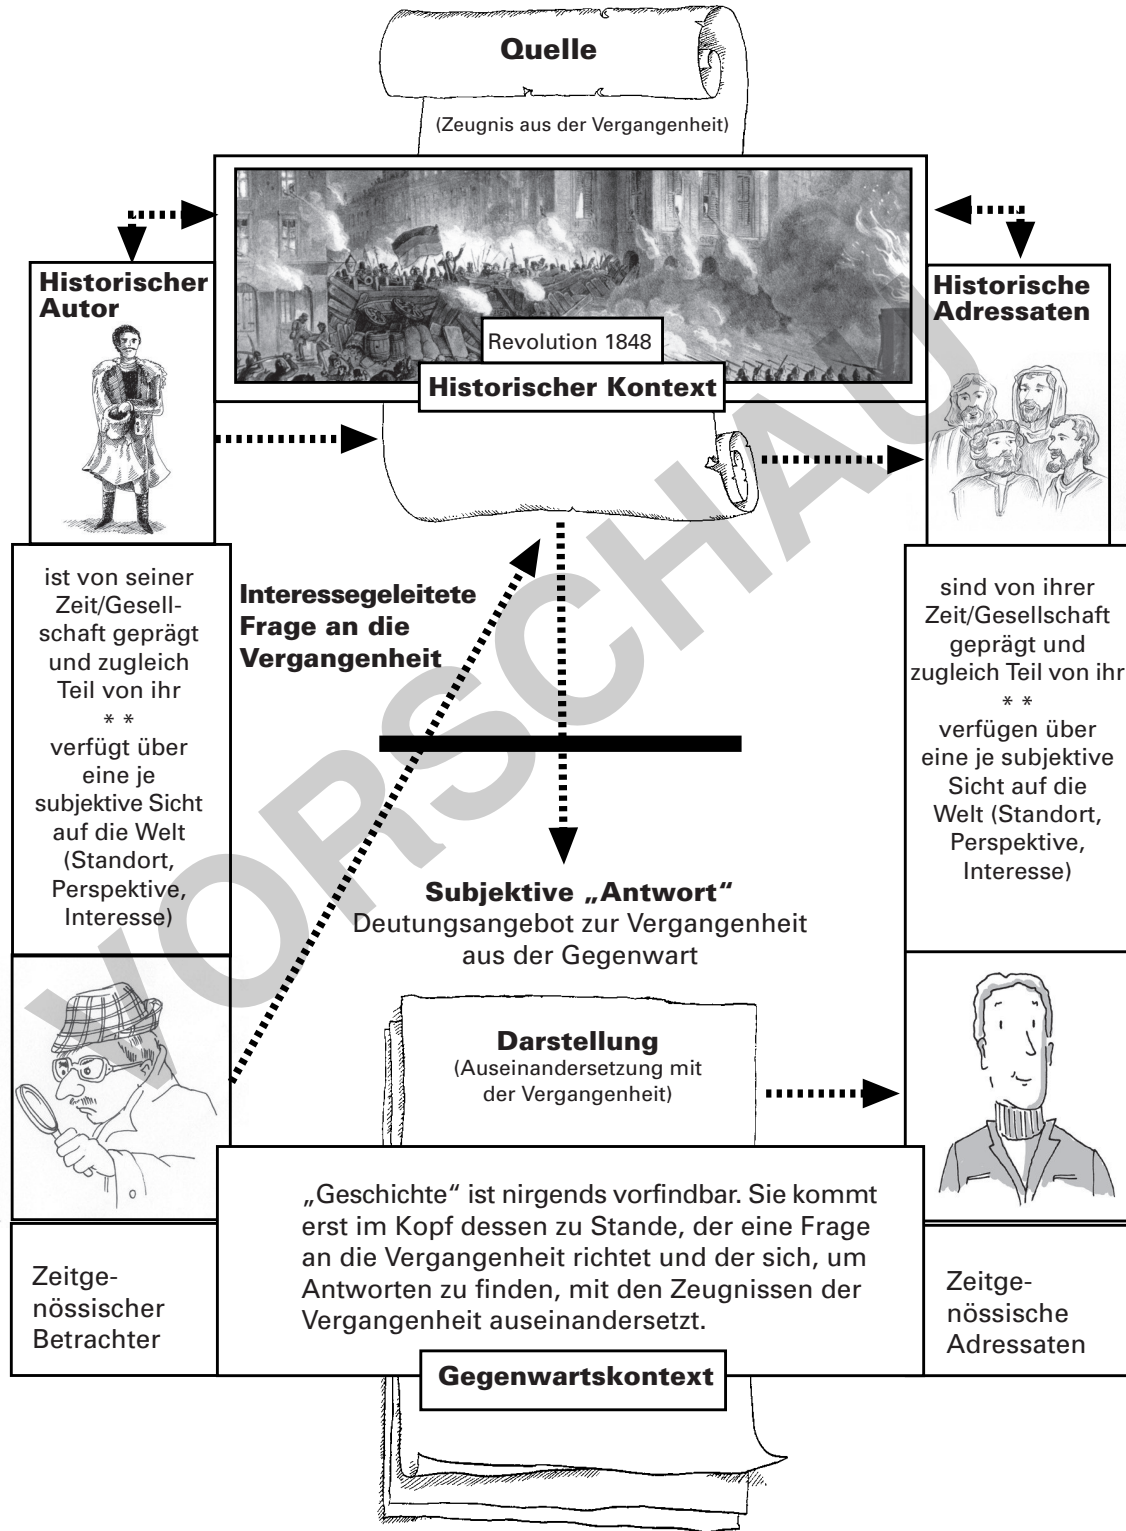 Quelle
(Zeugnis aus der Vergangenheit)
Historischer
Autor
Revolution 1848
Historischer Kontext
Historische
Adressaten
ist von seiner
Zeit/Gesell-
schaft geprägt
und zugleich
Teil von ihr
* *
verfügt über
eine je
subjektive Sicht
auf die Welt
(Standort,
Perspektive,
Interesse)
Interessegeleitete
Frage an die
Vergangenheit
sind von ihrer
Zeit/Gesellschaft
geprägt und
zugleich Teil von ihr
* *
verfügen über
eine je subjektive
Sicht auf die
Welt (Standort,
Perspektive,
Interesse)
Subjektive „Antwort“
Deutungsangebot zur Vergangenheit
aus der Gegenwart
Darstellung
(Auseinandersetzung mit
der Vergangenheit)
„Geschichte“ ist nirgends vorfindbar. Sie kommt
erst im Kopf dessen zu Stande, der eine Frage
an die Vergangenheit richtet und der sich, um
Antworten zu finden, mit den Zeugnissen der
Vergangenheit auseinandersetzt.
Zeitge-
nössischer
Betrachter
Zeitge-
nössische
Adressaten
Gegenwartskontext
VORSCHAU